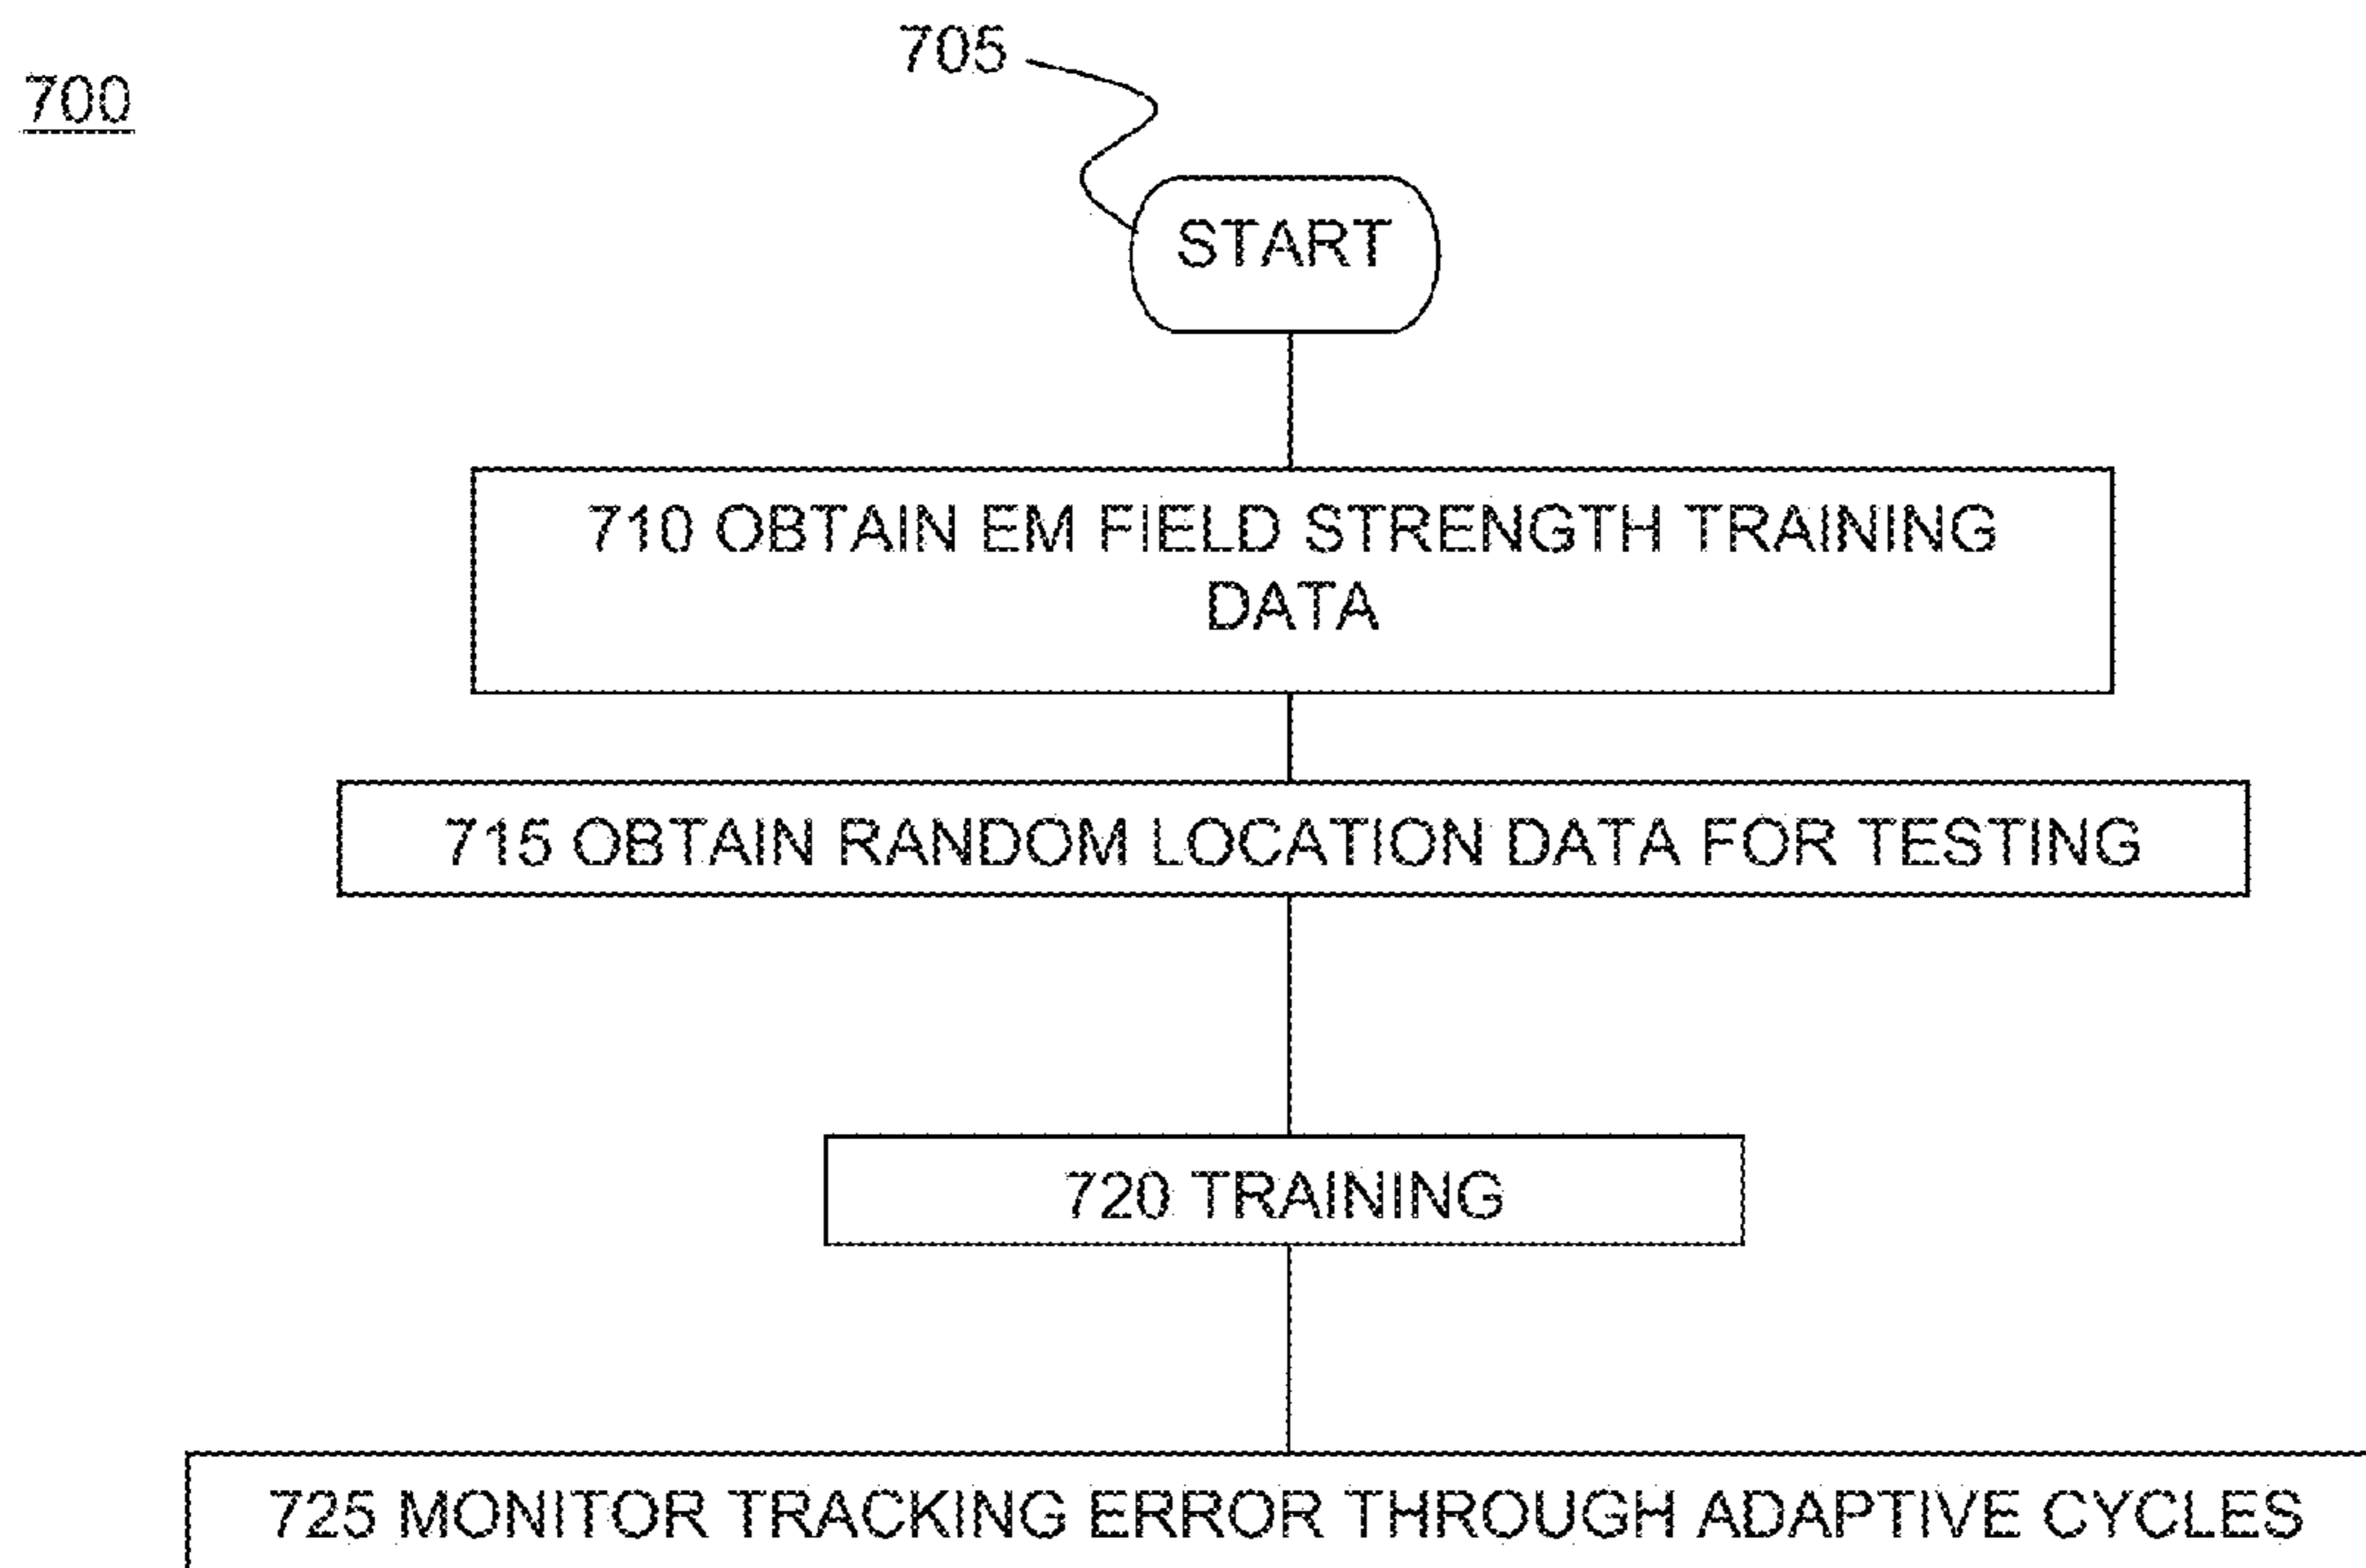 705
700
START
710 OBTAIN EM FIELD STRENGTH TRAINING
DATA
715 OBTAIN RANDOM LOCATION DATA FOR TESTING
720 TRAINING
725 MONITOR TRACKING ERROR THROUGH ADAPTIVE CYCLES